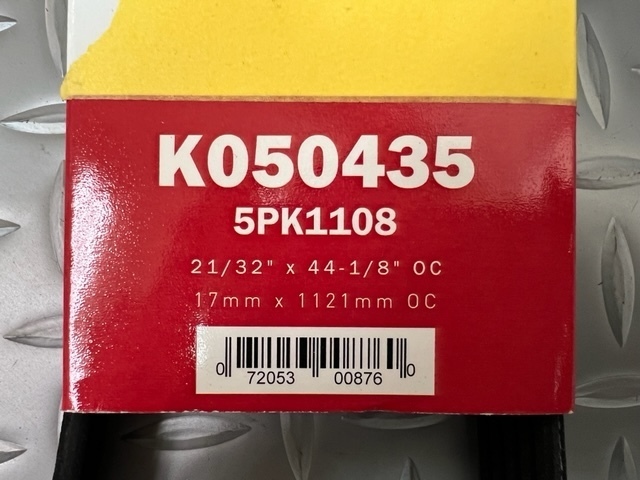 K050435
5PK1108
21/32" x 44-1/8" OC
17mm x 1121mm OC
0 72053 00876 0